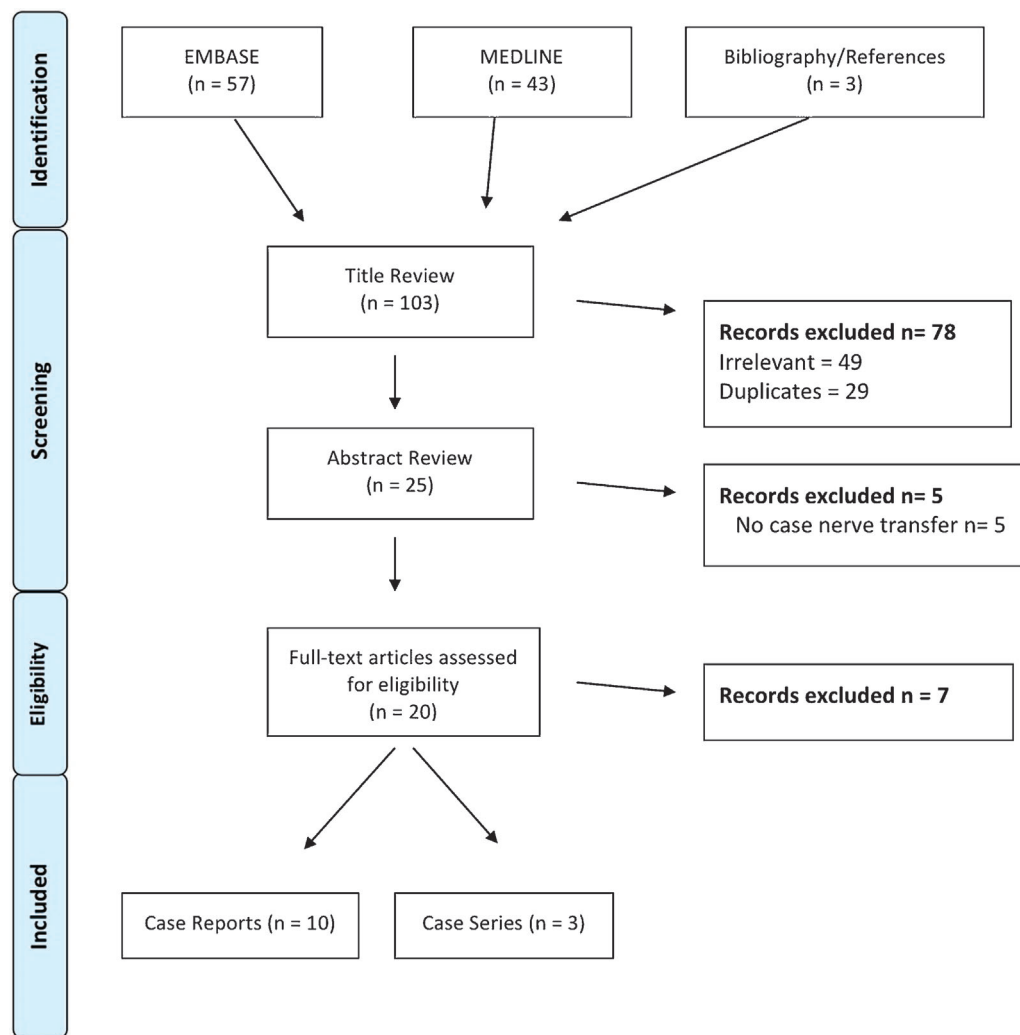 Identification
EMBASE
(n = 57)
MEDLINE
(n = 43)
Bibliography/References
(n = 3)
Screening
Title Review
(n = 103)
Records excluded n= 78
Irrelevant = 49
Duplicates = 29
Abstract Review
(n = 25)
Records excluded n= 5
No case nerve transfer n= 5
Eligibility
Full-text articles assessed
for eligibility
(n = 20)
Records excluded n = 7
Included
Case Reports (n = 10)
Case Series (n = 3)